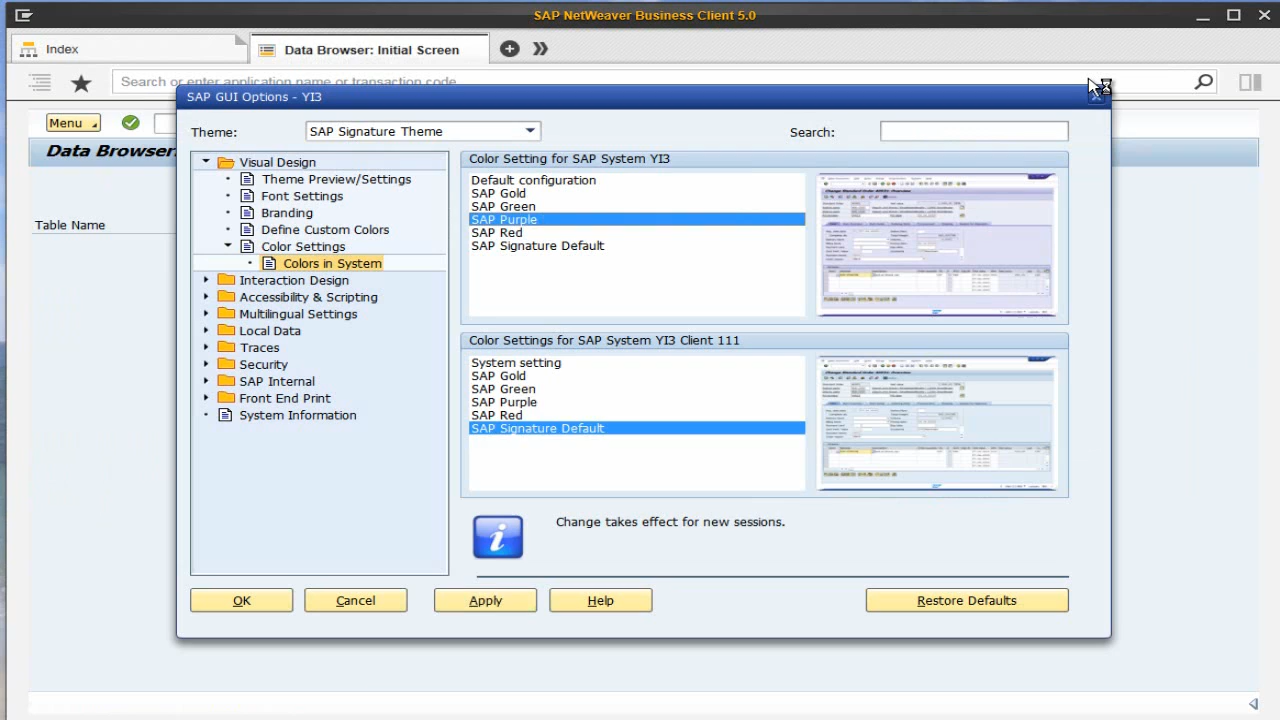 SAP NetWeaver Business Client 5.0
Index
Data Browser: Initial Screen
Search or enter application name or transaction code
SAP GUI Options - YI3
Menu
Theme:
SAP Signature Theme
Search:
Data Browser:
Table Name
Visual Design
Theme Preview/Settings
Font Settings
Branding
Define Custom Colors
Color Settings
Colors in System
Interaction Design
Accessibility & Scripting
Multilingual Settings
Local Data
Traces
Security
SAP Internal
Front End Print
System Information
Color Setting for SAP System YI3
Default configuration
SAP Gold
SAP Green
SAP Purple
SAP Red
SAP Signature Default
Color Settings for SAP System YI3 Client 111
System setting
SAP Gold
SAP Green
SAP Purple
SAP Red
SAP Signature Default
Change takes effect for new sessions.
OK
Cancel
Apply
Help
Restore Defaults